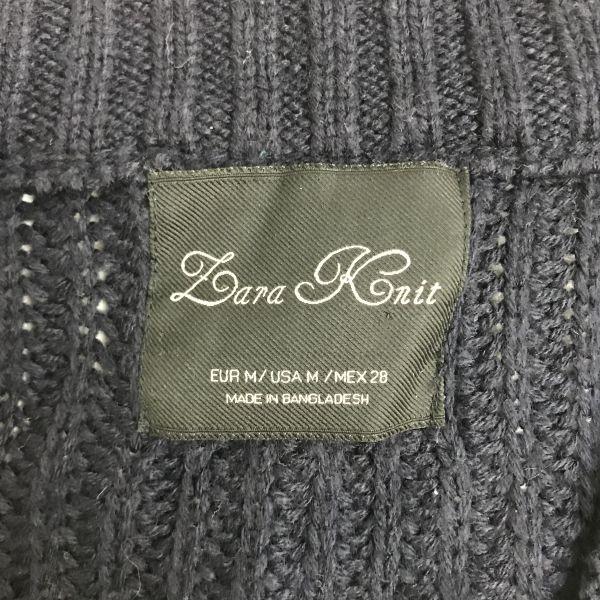 Zara Knit
EUR M/ USA M /MEX 28
MADE IN BANGLADESH